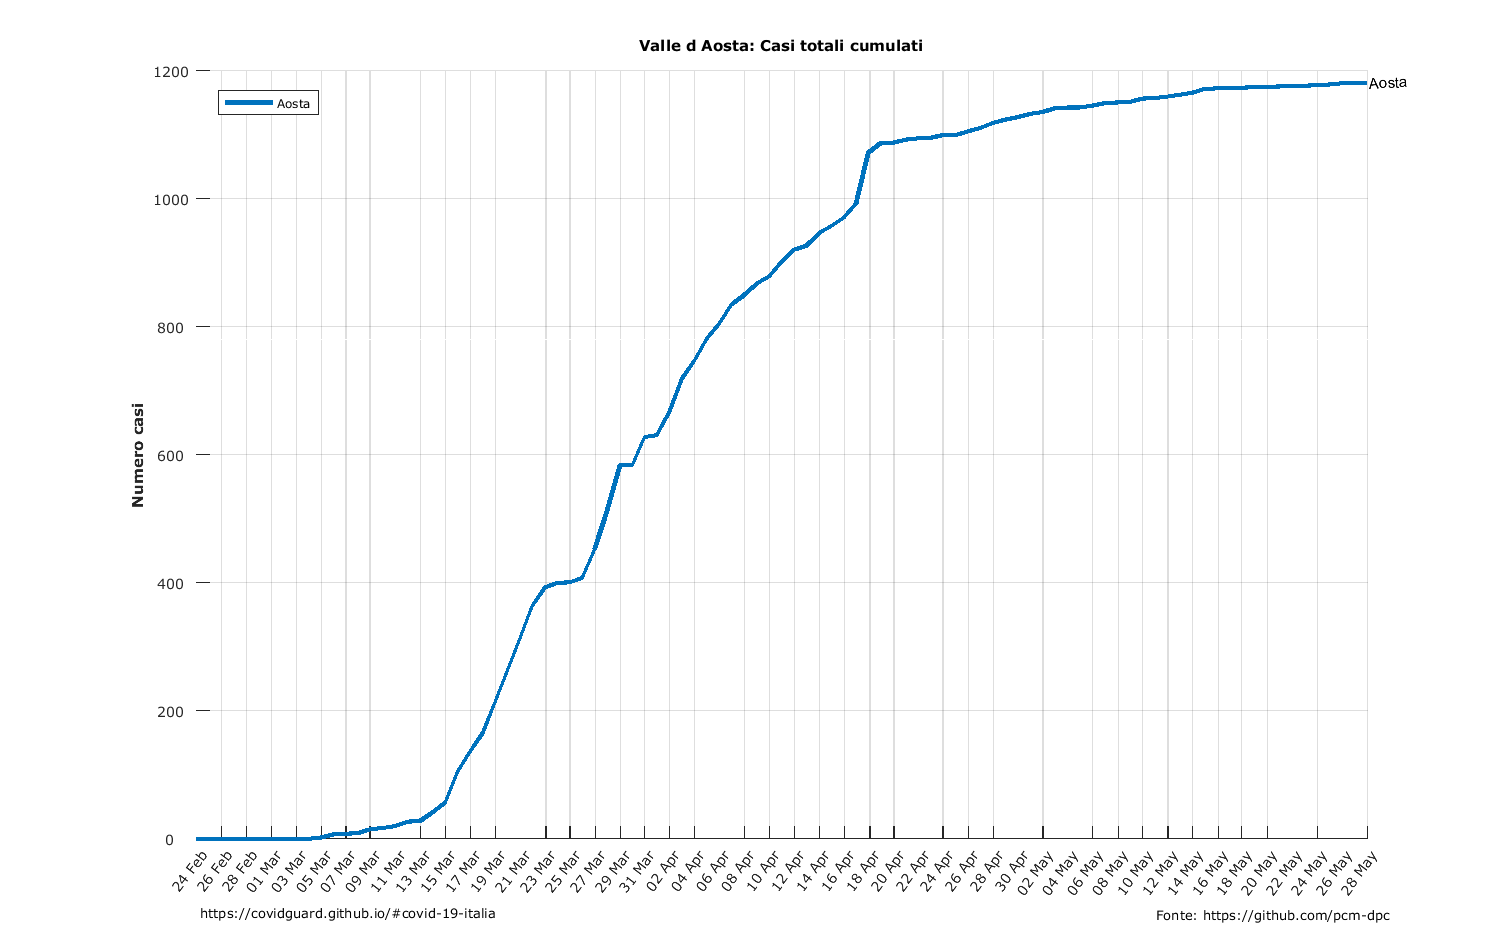 Valle d Aosta: Casi totali cumulati
Aosta
Aosta
Numero casi
1200
1000
800
600
400
200
0
24 Feb
26 Feb
28 Feb
01 Mar
03 Mar
05 Mar
07 Mar
09 Mar
11 Mar
13 Mar
15 Mar
17 Mar
19 Mar
21 Mar
23 Mar
25 Mar
27 Mar
29 Mar
31 Mar
02 Apr
04 Apr
06 Apr
08 Apr
10 Apr
12 Apr
14 Apr
16 Apr
18 Apr
20 Apr
22 Apr
24 Apr
26 Apr
28 Apr
30 Apr
02 May
04 May
06 May
08 May
10 May
12 May
14 May
16 May
18 May
20 May
22 May
24 May
26 May
28 May
https://covidguard.github.io/#covid-19-italia
Fonte: https://github.com/pcm-dpc